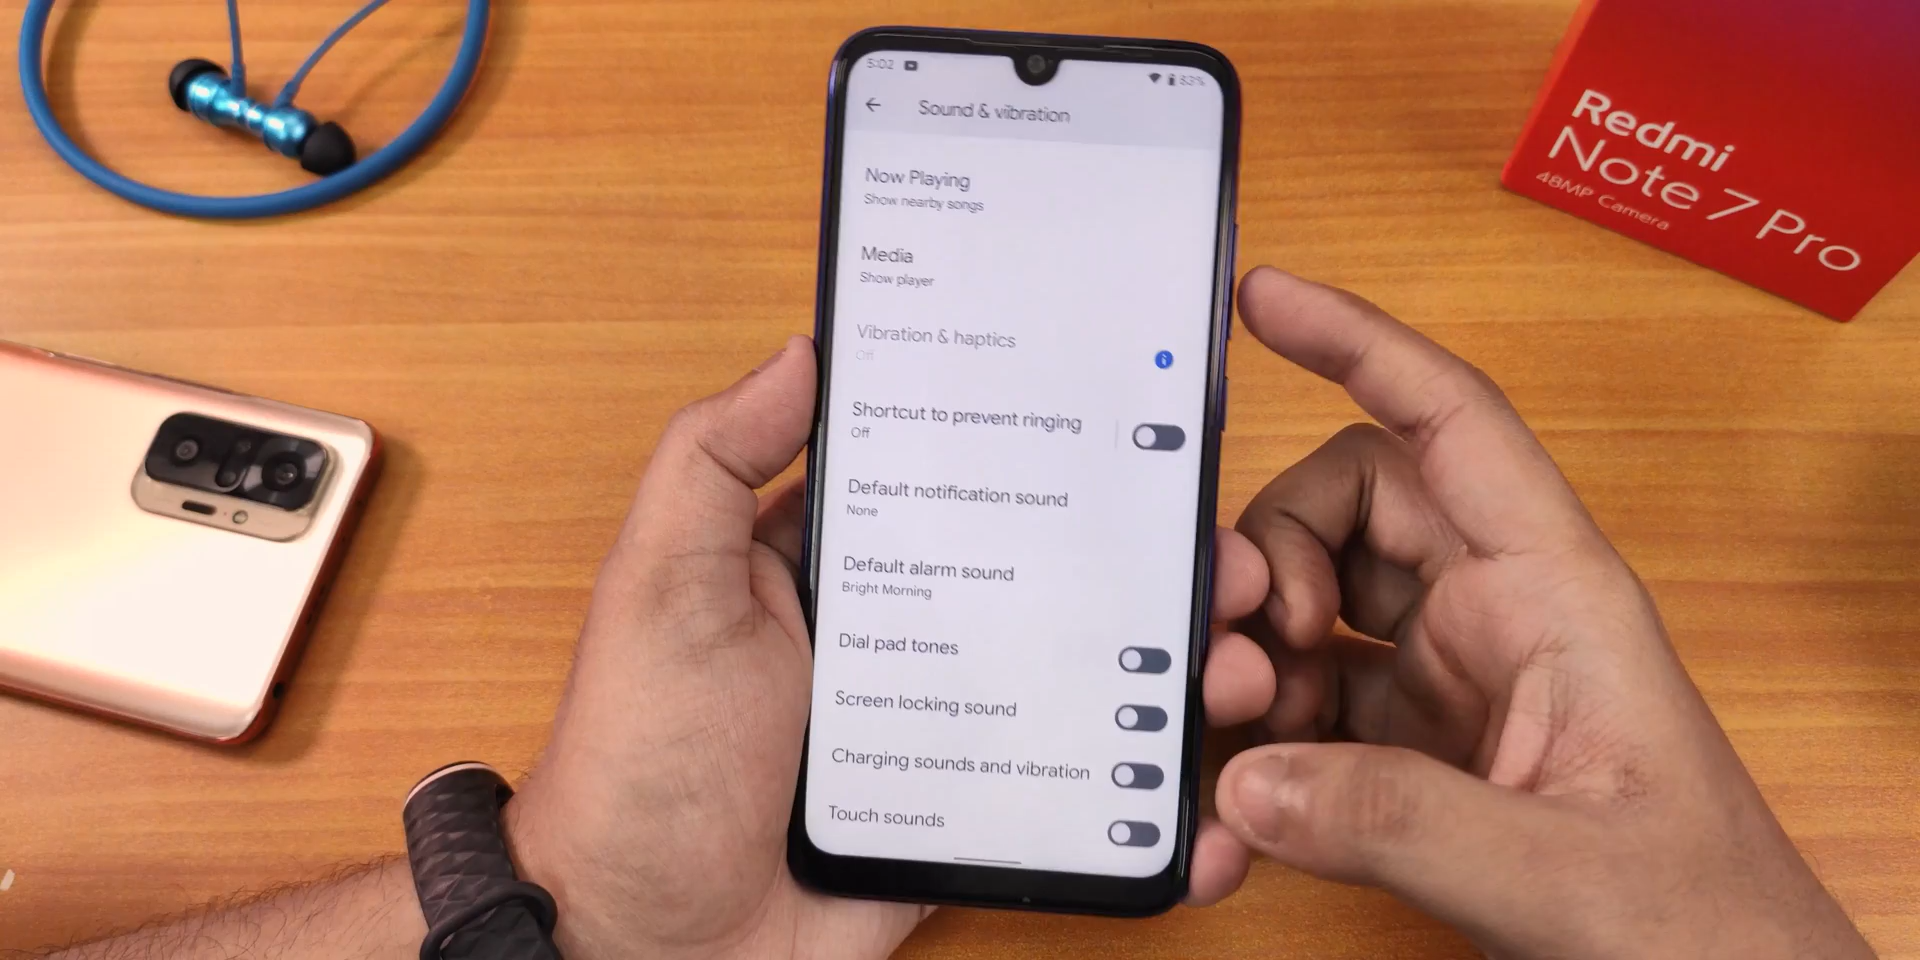 5:02
83%
Sound & vibration
Now Playing
Show nearby songs
Media
Show player
Vibration & haptics
Off
Shortcut to prevent ringing
Off
Default notification sound
None
Default alarm sound
Bright Morning
Dial pad tones
Screen locking sound
Charging sounds and vibration
Touch sounds
Redmi
Note 7 Pro
48MP Camera